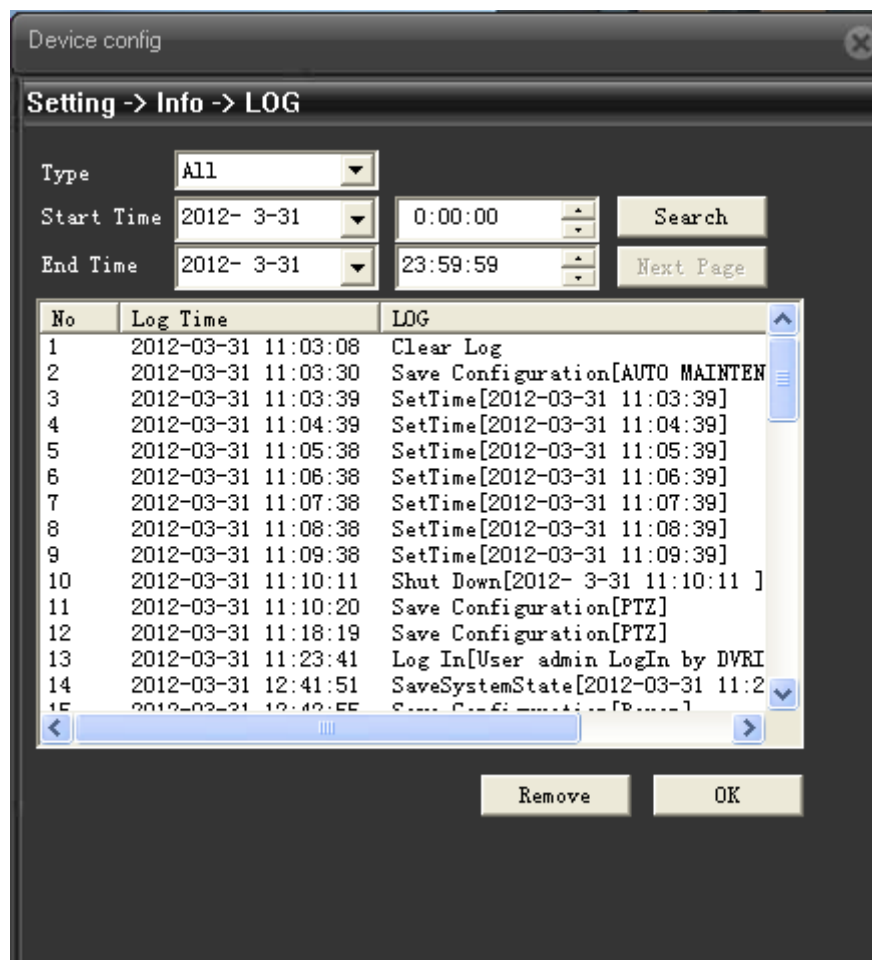 Device config
Setting -> Info -> LOG
Type All
Start Time 2012- 3-31 0:00:00 Search
End Time 2012- 3-31 23:59:59 Next Page
No Log Time LOG
1 2012-03-31 11:03:08 Clear Log
2 2012-03-31 11:03:30 Save Configuration[AUTO MAINTEN
3 2012-03-31 11:03:39 SetTime[2012-03-31 11:03:39]
4 2012-03-31 11:04:39 SetTime[2012-03-31 11:04:39]
5 2012-03-31 11:05:38 SetTime[2012-03-31 11:05:39]
6 2012-03-31 11:06:38 SetTime[2012-03-31 11:06:39]
7 2012-03-31 11:07:38 SetTime[2012-03-31 11:07:39]
8 2012-03-31 11:08:38 SetTime[2012-03-31 11:08:39]
9 2012-03-31 11:09:38 SetTime[2012-03-31 11:09:39]
10 2012-03-31 11:10:11 Shut Down[2012- 3-31 11:10:11 ]
11 2012-03-31 11:10:20 Save Configuration[PTZ]
12 2012-03-31 11:18:19 Save Configuration[PTZ]
13 2012-03-31 11:23:41 Log In[User admin LogIn by DVRI
14 2012-03-31 12:41:51 SaveSystemState[2012-03-31 11:2
15 2012-03-31 Save Configuration
Remove OK